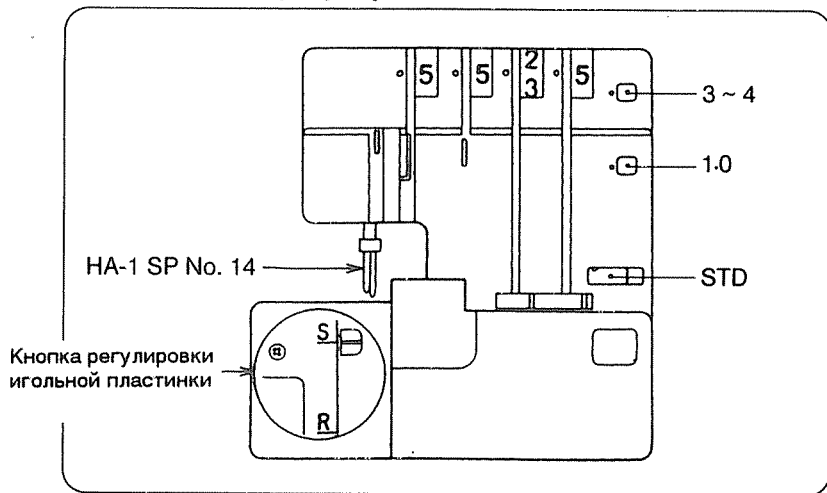 5 5 2 5
3
3 ~ 4
1.0
HA-1 SP No. 14
STD
Кнопка регулировки
игольной пластинки
S
R